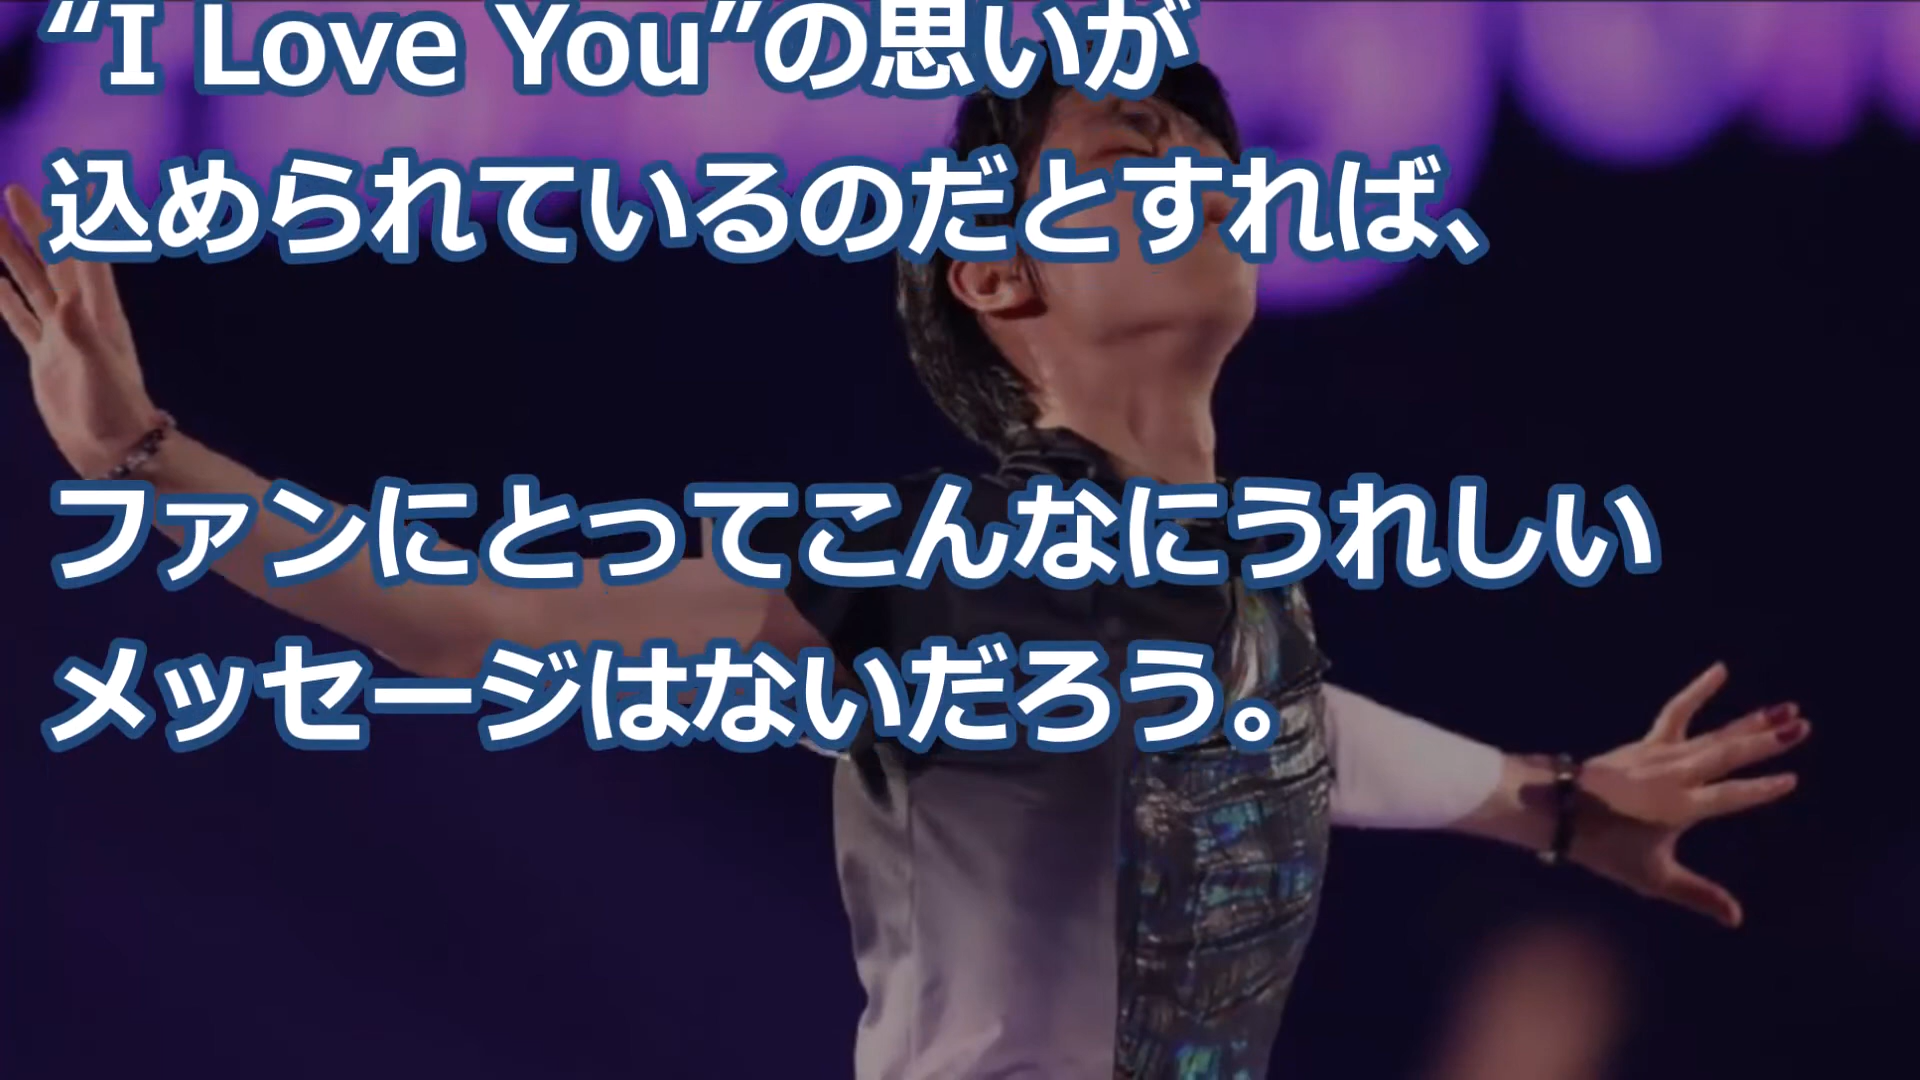 “I Love You”の思いが
込められているのだとすれば、
ファンにとってこんなにうれしい
メッセージはないだろう。